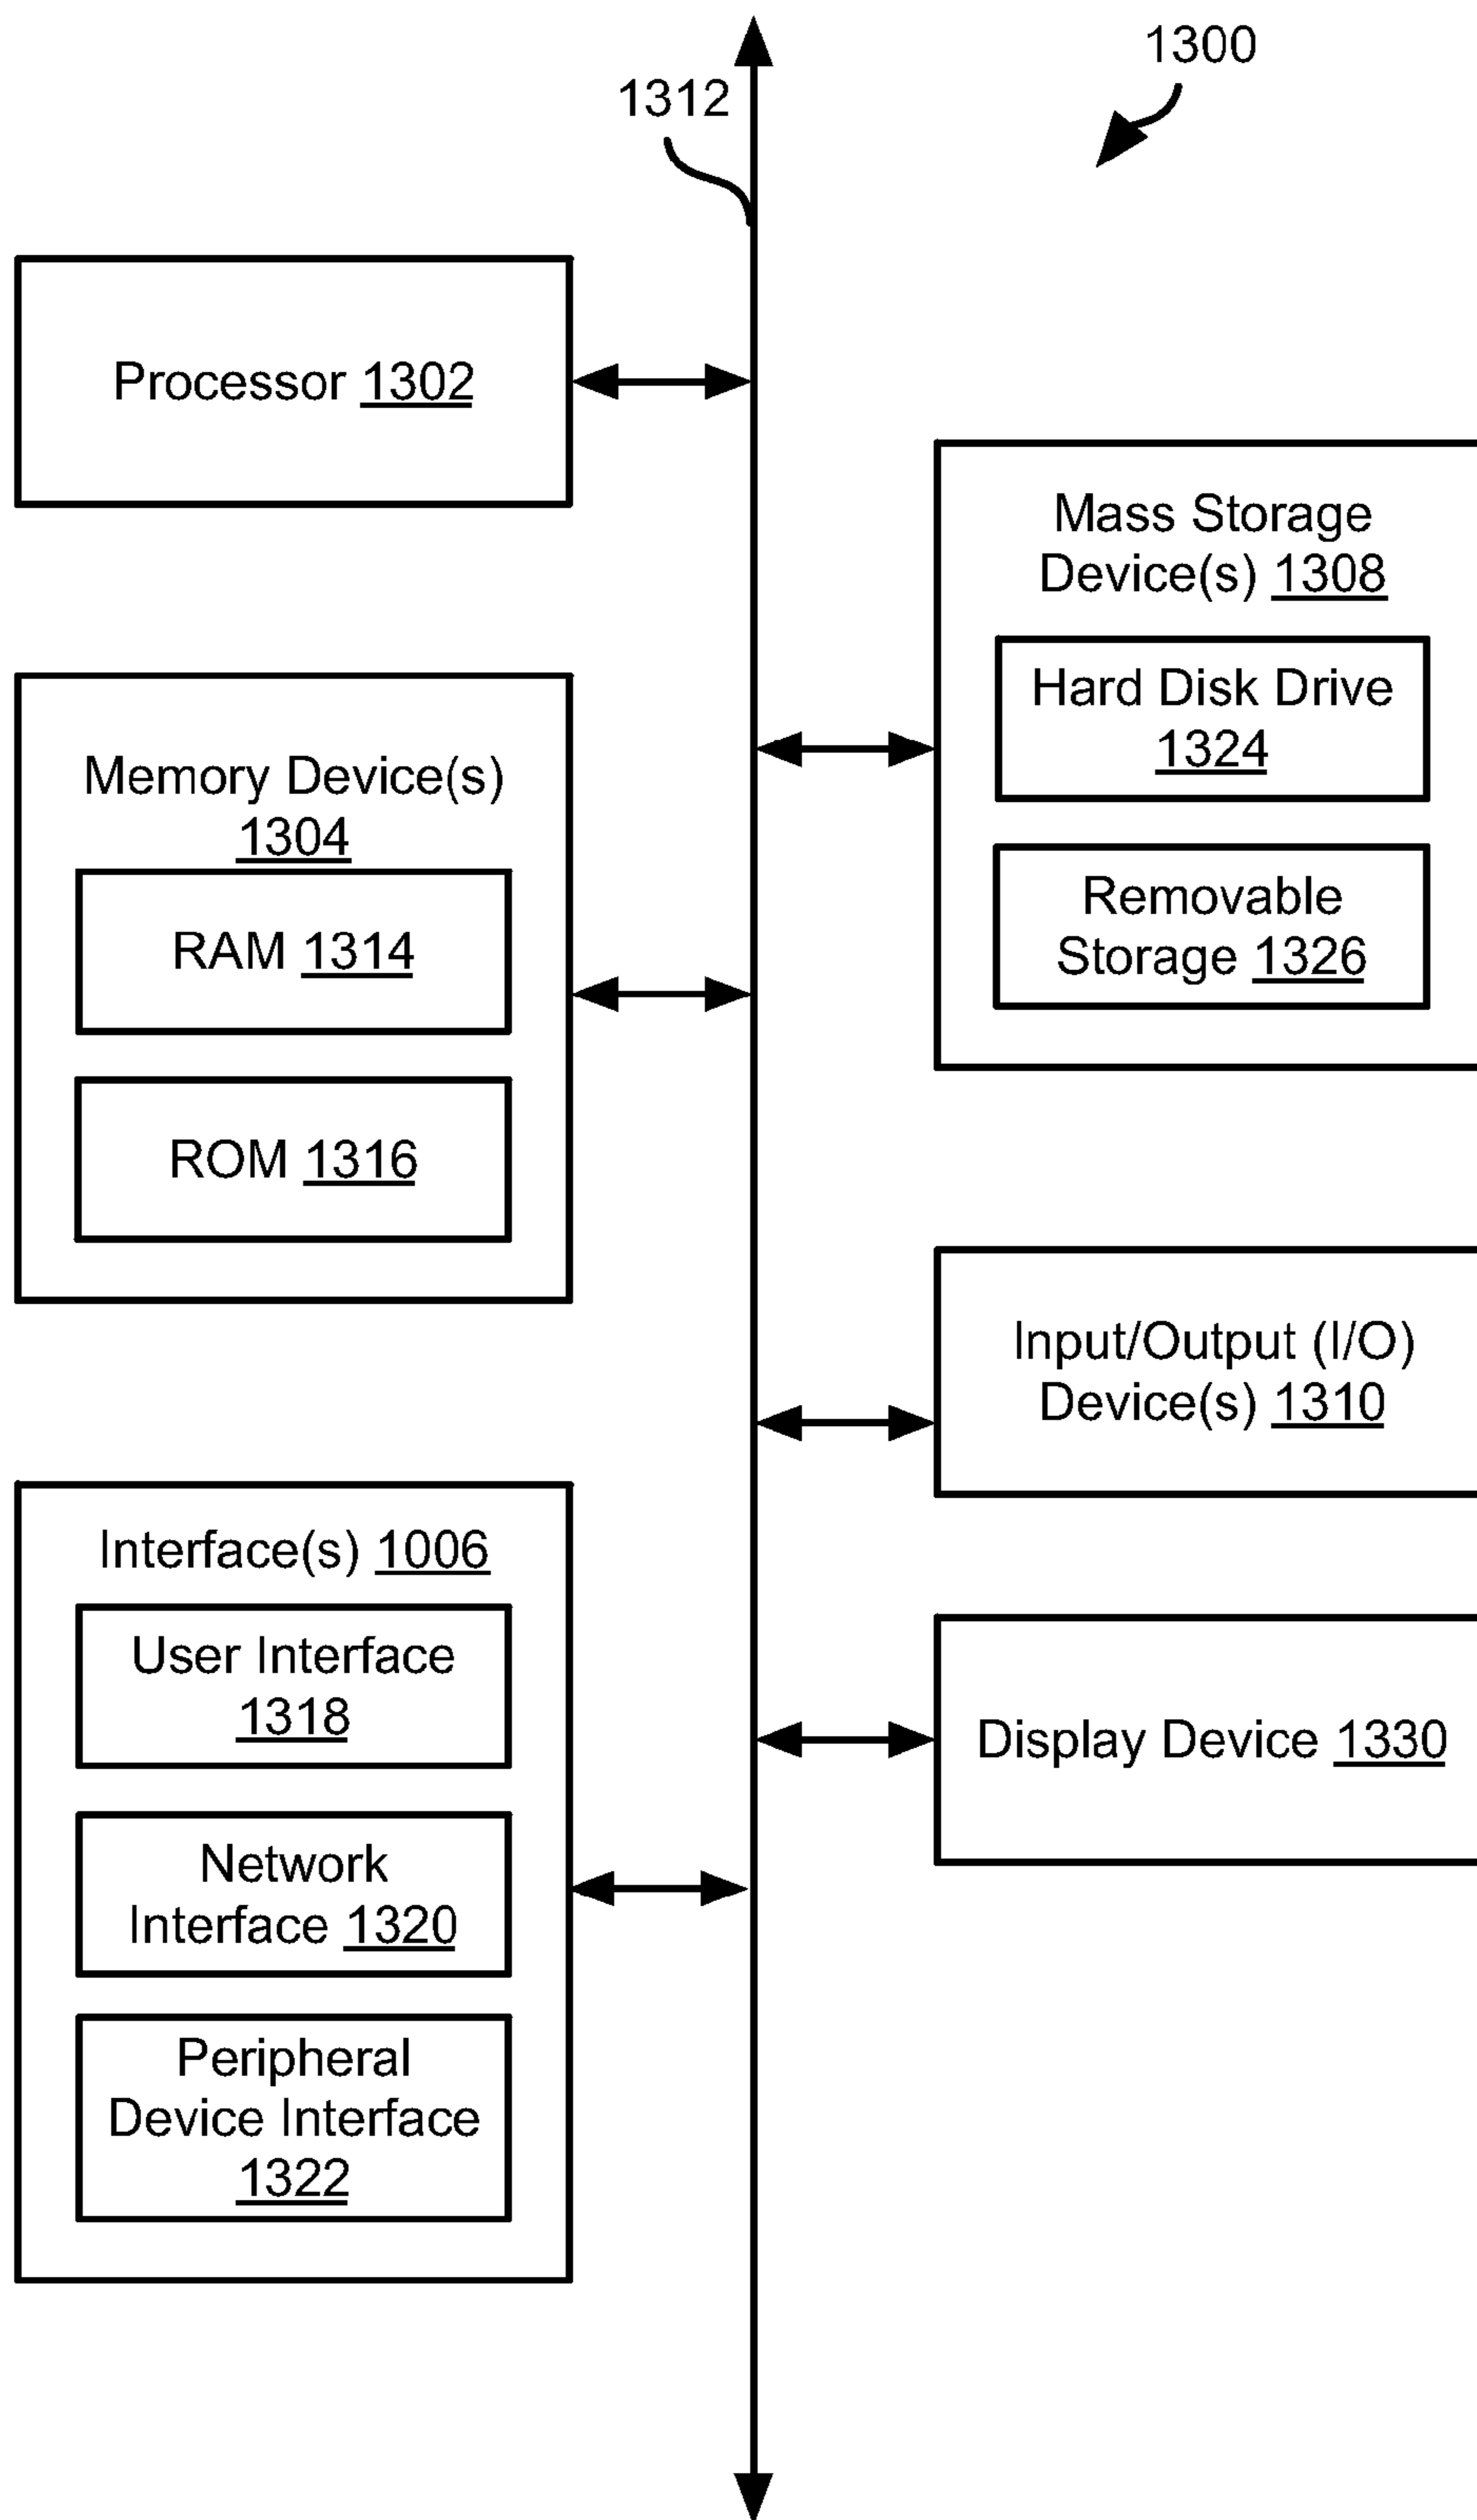 1300
1312
Processor 1302
Mass Storage
Device(s) 1308
Hard Disk Drive
1324
Removable
Storage 1326
Memory Device(s)
1304
RAM 1314
ROM 1316
Input/Output (I/O)
Device(s) 1310
Interface(s) 1006
User Interface
1318
Network
Interface 1320
Peripheral
Device Interface
1322
Display Device 1330